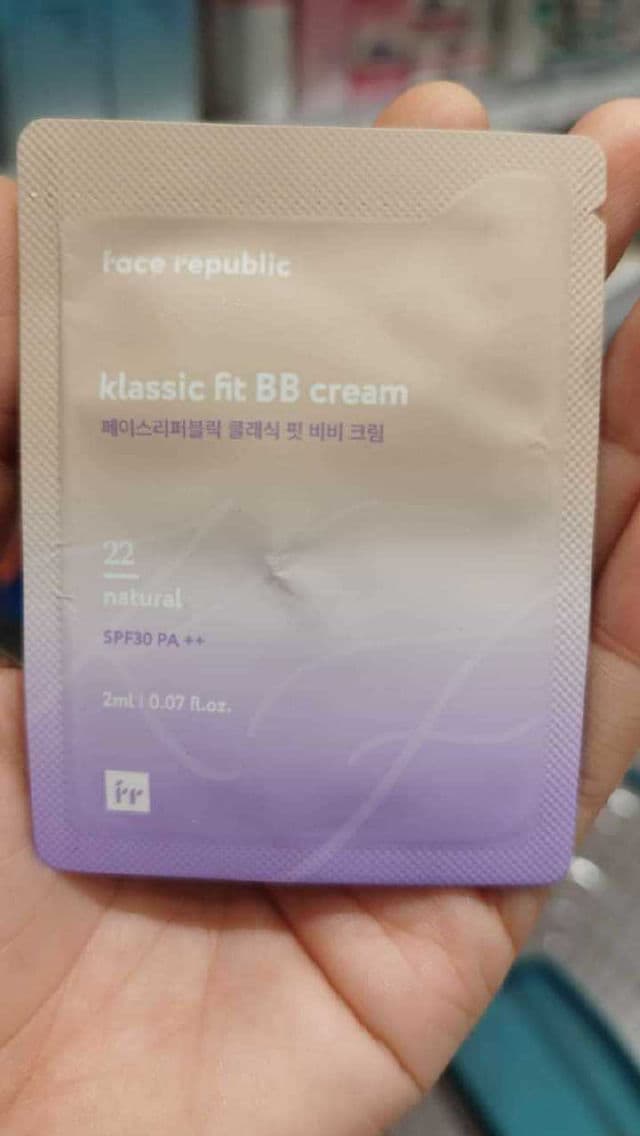 face republic
klassic fit BB cream
페이스리퍼블릭 클래식 핏 비비 크림
22
natural
SPF30 PA ++
2ml | 0.07 fl.oz.
fr